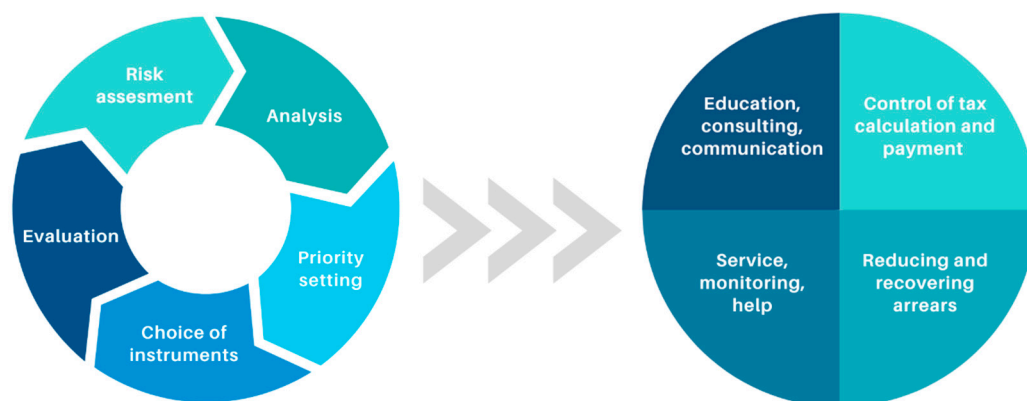 Risk
assesment
Analysis
Priority
setting
Choice of
instruments
Evaluation
Education,
consulting,
communication
Control of tax
calculation and
payment
Service,
monitoring,
help
Reducing and
recovering
arrears